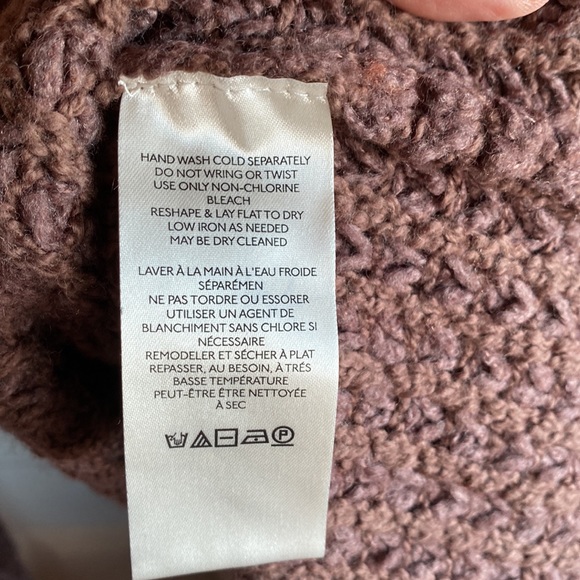 HAND WASH COLD SEPARATELY
DO NOT WRING OR TWIST
USE ONLY NON-CHLORINE
BLEACH
RESHAPE & LAY FLAT TO DRY
LOW IRON AS NEEDED
MAY BE DRY CLEANED
LAVER À LA MAIN À L'EAU FROIDE
SÉPARÉMEN
NE PAS TORDRE OU ESSORER
UTILISER UN AGENT DE
BLANCHIMENT SANS CHLORE SI
NÉCESSAIRE
REMODELER ET SÉCHER À PLAT
REPASSER, AU BESOIN, À TRÉS
BASSE TEMPÉRATURE
PEUT-ÊTRE ÊTRE NETTOYÉE
À SEC
P